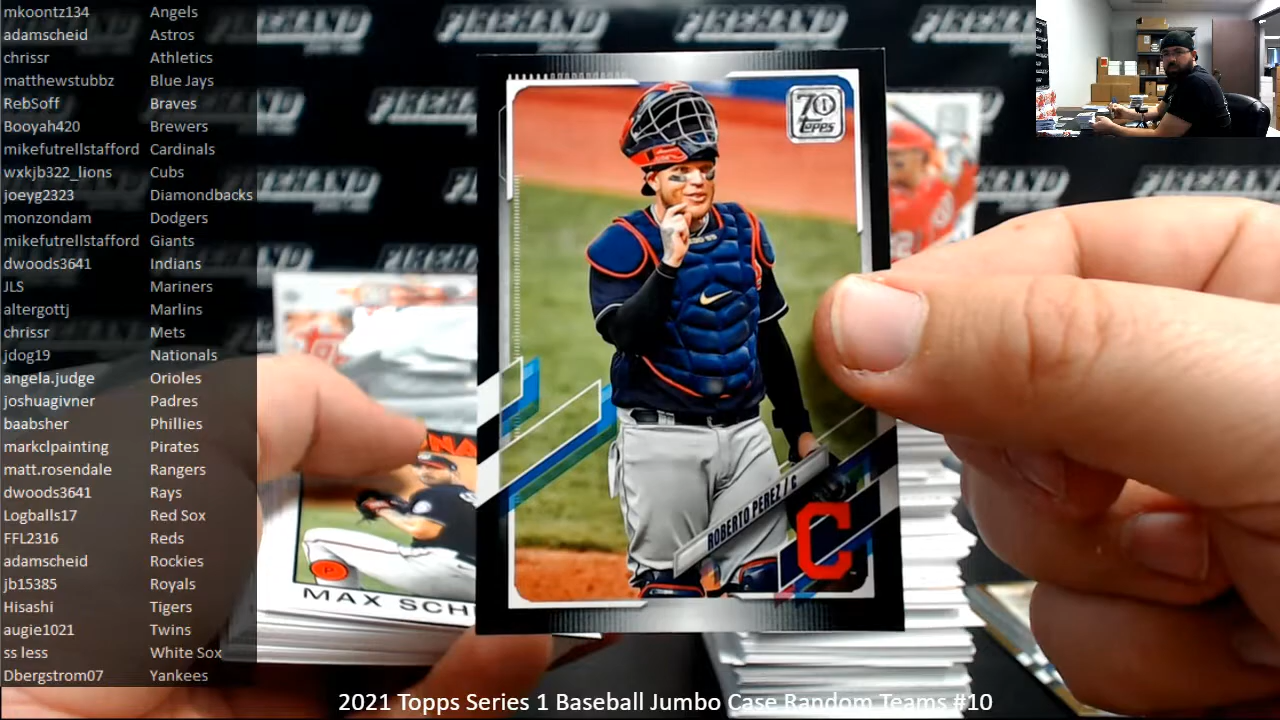 mkoontz134 Angels
adamscheid Astros
chrissr Athletics
matthewstubbz Blue Jays
RebSoff Braves
Booyah420 Brewers
mikefutrellstafford Cardinals
wxkjb322_lions Cubs
joeyg2323 Diamondbacks
monzondam Dodgers
mikefutrellstafford Giants
dwoods3641 Indians
JLS Mariners
altergottj Marlins
chrissr Mets
jdog19 Nationals
angela.judge Orioles
joshuagivner Padres
baabsher Phillies
markclpainting Pirates
matt.rosendale Rangers
dwoods3641 Rays
Logballs17 Red Sox
FFL2316 Reds
adamscheid Rockies
jb15385 Royals
Hisashi Tigers
augie1021 Twins
ss less White Sox
Dbergstrom07 Yankees
FIREHAND FIREHAND FIREHAND
70
TOPPS
ROBERTO PEREZ / C
C
P
MAX SCH
2021 Topps Series 1 Baseball Jumbo Case Random Teams #10